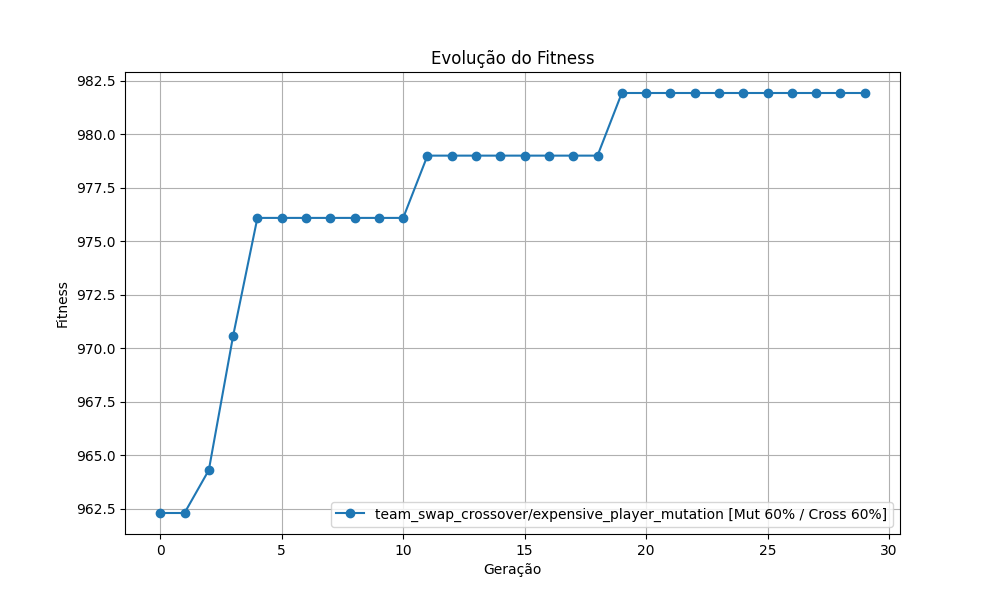 Evolução do Fitness
Fitness
982.5
980.0
977.5
975.0
972.5
970.0
967.5
965.0
962.5
team_swap_crossover/expensive_player_mutation [Mut 60% / Cross 60%]
0 5 10 15 20 25 30
Geração